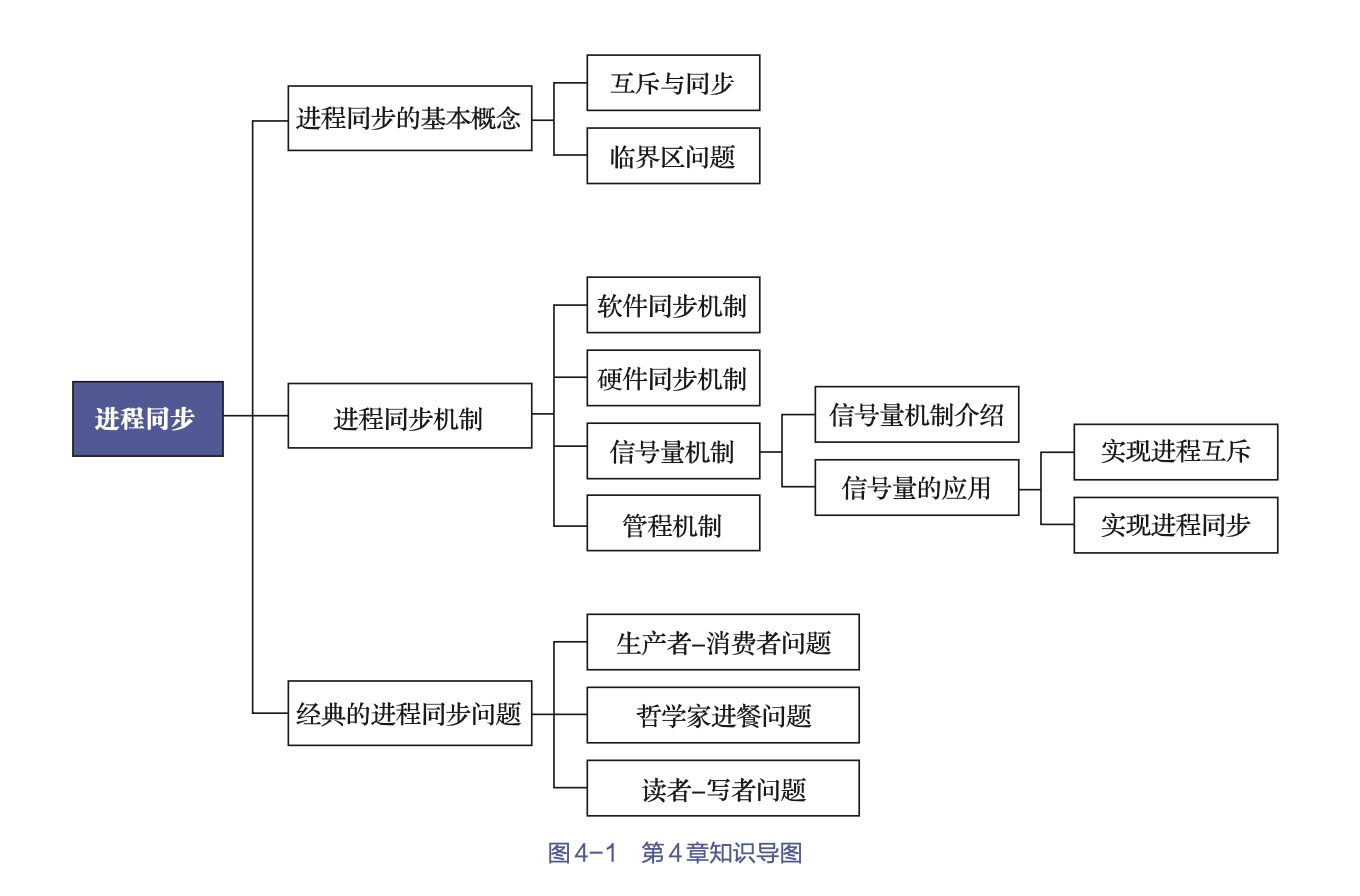 进程同步
进程同步的基本概念
互斥与同步
临界区问题
进程同步机制
软件同步机制
硬件同步机制
信号量机制
信号量机制介绍
信号量的应用
实现进程互斥
实现进程同步
管程机制
经典的进程同步问题
生产者–消费者问题
哲学家进餐问题
读者–写者问题
图4–1 第4章知识导图